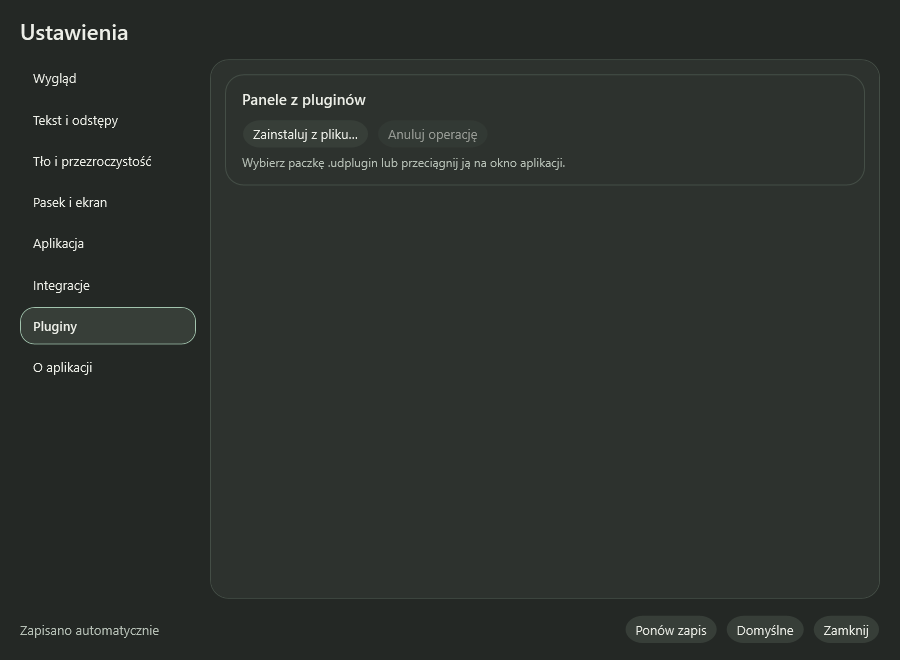 Ustawienia
Wygląd
Tekst i odstępy
Tło i przezroczystość
Pasek i ekran
Aplikacja
Integracje
Pluginy
O aplikacji
Panele z pluginów
Zainstaluj z pliku... Anuluj operację
Wybierz paczkę .udplugin lub przeciągnij ją na okno aplikacji.
Zapisano automatycznie
Ponów zapis Domyślne Zamknij